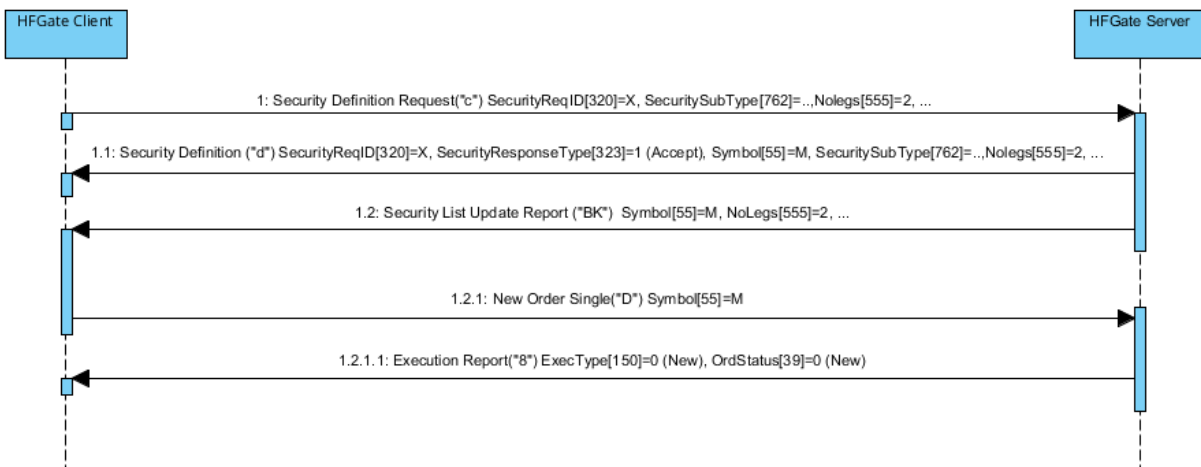 HFGate Client
HFGate Server
1: Security Definition Request("c") SecurityReqID[320]=X, SecuritySubType[762]=..,Nolegs[555]=2, ...
1.1: Security Definition ("d") SecurityReqID[320]=X, SecurityResponseType[323]=1 (Accept), Symbol[55]=M, SecuritySubType[762]=..,Nolegs[555]=2, ...
1.2: Security List Update Report ("BK")  Symbol[55]=M, NoLegs[555]=2, ...
1.2.1: New Order Single("D") Symbol[55]=M
1.2.1.1: Execution Report("8") ExecType[150]=0 (New), OrdStatus[39]=0 (New)